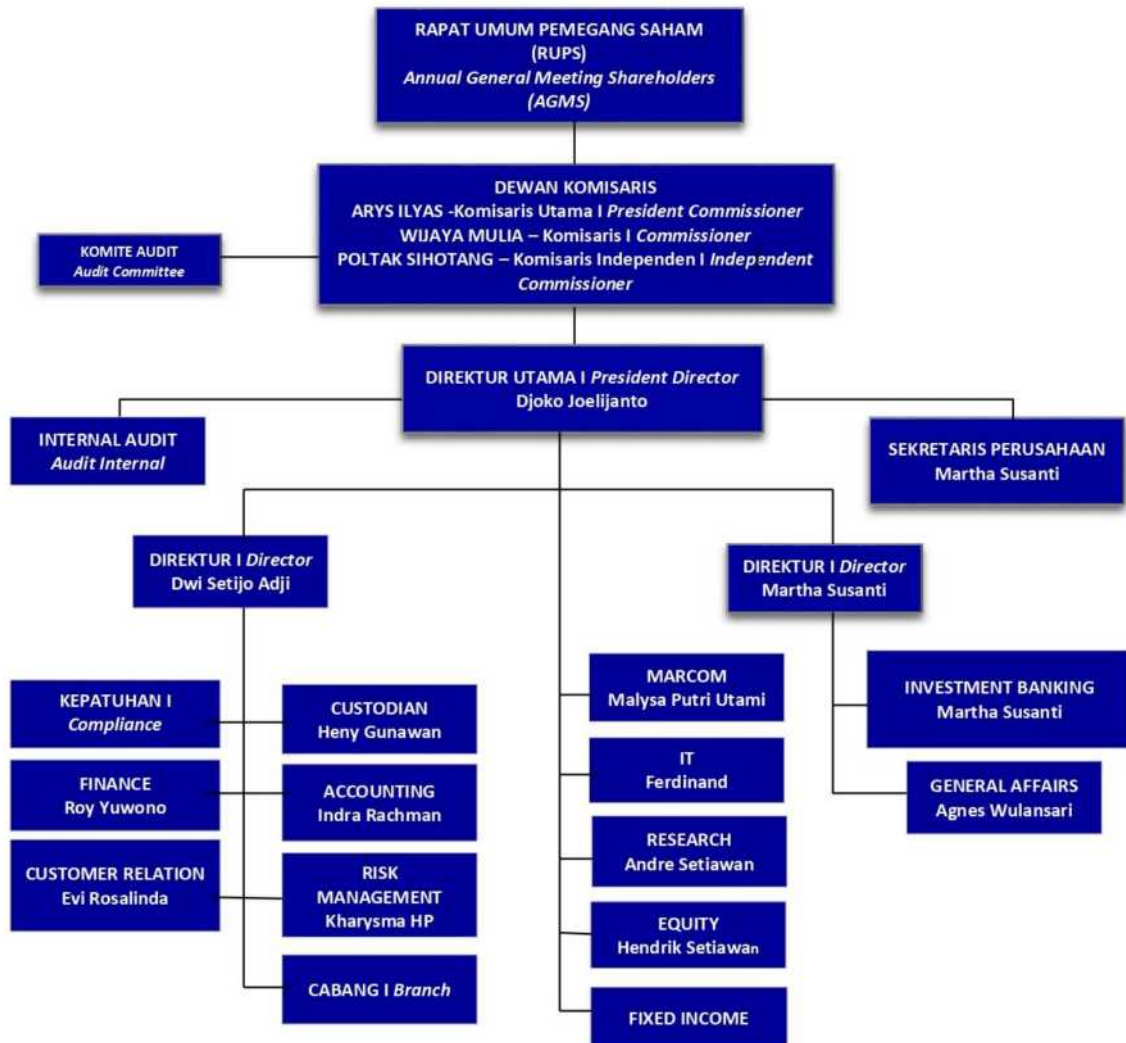 RAPAT UMUM PEMEGANG SAHAM
(RUPS)
Annual General Meeting Shareholders
(AGMS)
DEWAN KOMISARIS
ARYS ILYAS -Komisaris Utama I President Commissioner
WIJAYA MULIA – Komisaris I Commissioner
POLTAK SIHOTANG – Komisaris Independen I Independent
Commissioner
KOMITE AUDIT
Audit Committee
DIREKTUR UTAMA I President Director
Djoko Joelijanto
INTERNAL AUDIT
Audit Internal
SEKRETARIS PERUSAHAAN
Martha Susanti
DIREKTUR I Director
Dwi Setijo Adji
DIREKTUR I Director
Martha Susanti
KEPATUHAN I
Compliance
CUSTODIAN
Heny Gunawan
FINANCE
Roy Yuwono
ACCOUNTING
Indra Rachman
CUSTOMER RELATION
Evi Rosalinda
RISK
MANAGEMENT
Kharysma HP
CABANG I Branch
MARCOM
Malysa Putri Utami
IT
Ferdinand
RESEARCH
Andre Setiawan
EQUITY
Hendrik Setiawan
FIXED INCOME
INVESTMENT BANKING
Martha Susanti
GENERAL AFFAIRS
Agnes Wulansari